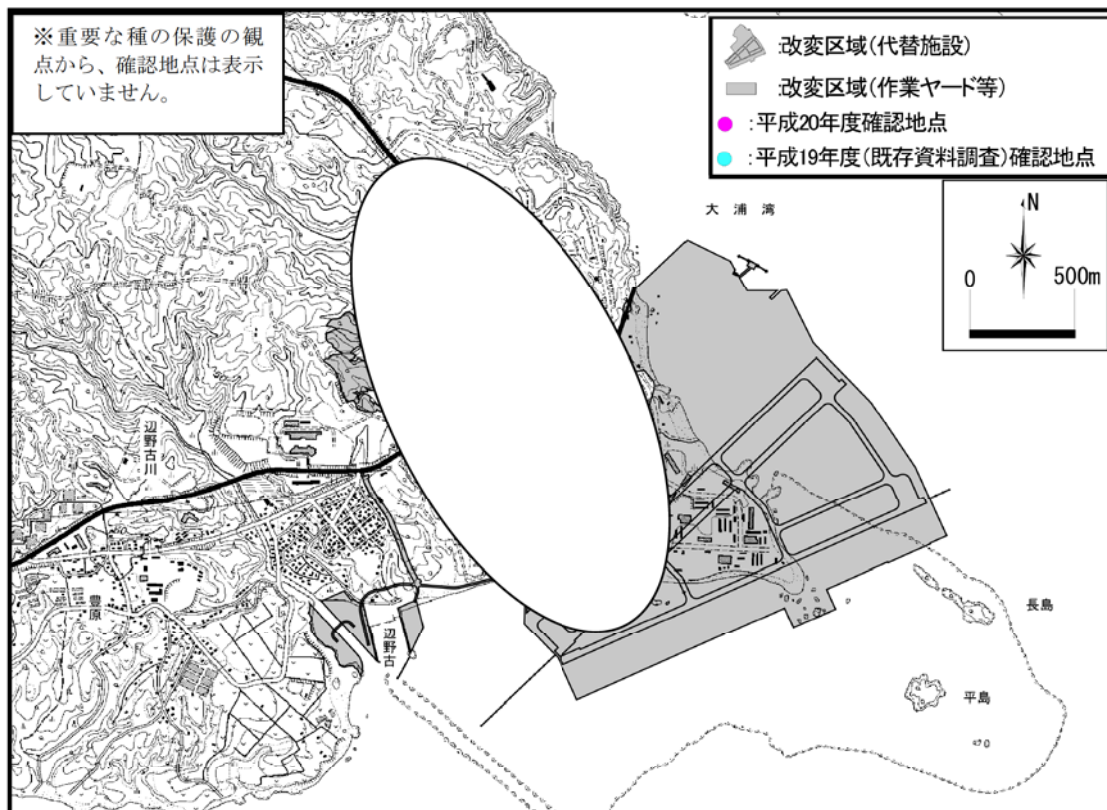 ※重要な種の保護の観
点から、確認地点は表示
していません。
:改変区域(代替施設)
:改変区域(作業ヤード等)
:平成20年度確認地点
:平成19年度(既存資料調査)確認地点
大浦湾
N
0 500m
辺野古川
豊原
辺野古
長島
平島